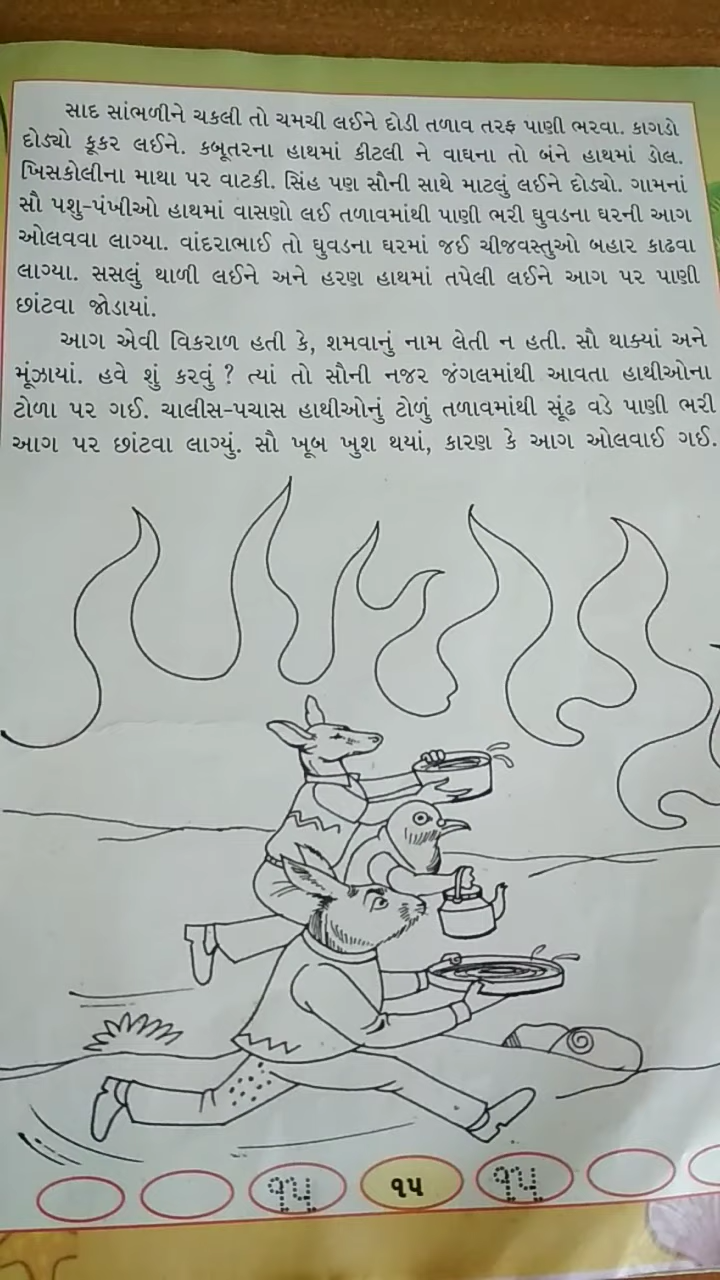 સાદ સાંભળીને ચકલી તો ચમચી લઈને દોડી તળાવ તરફ પાણી ભરવા. કાગડો
દોડ્યો કૂકર લઈને. કબૂતરના હાથમાં કીટલી ને વાઘના તો બંને હાથમાં ડોલ.
ખિસકોલીના માથા પર વાટકી. સિંહ પણ સૌની સાથે માટલું લઈને દોડ્યો. ગામનાં
સૌ પશુ-પંખીઓ હાથમાં વાસણો લઈ તળાવમાંથી પાણી ભરી ઘુવડના ઘરની આગ
ઓલવવા લાગ્યા. વાંદરાભાઈ તો ઘુવડના ઘરમાં જઈ ચીજવસ્તુઓ બહાર કાઢવા
લાગ્યા. સસલું થાળી લઈને અને હરણ હાથમાં તપેલી લઈને આગ પર પાણી
છાંટવા જોડાયાં.
આગ એવી વિકરાળ હતી કે, શમવાનું નામ લેતી ન હતી. સૌ થાક્યાં અને
મૂંઝાયાં. હવે શું કરવું ? ત્યાં તો સૌની નજર જંગલમાંથી આવતા હાથીઓના
ટોળા પર ગઈ. ચાલીસ-પચાસ હાથીઓનું ટોળું તળાવમાંથી સૂંઢ વડે પાણી ભરી
આગ પર છાંટવા લાગ્યું. સૌ ખૂબ ખુશ થયાં, કારણ કે આગ ઓલવાઈ ગઈ.
૧૫ ૧૫ ૧૫